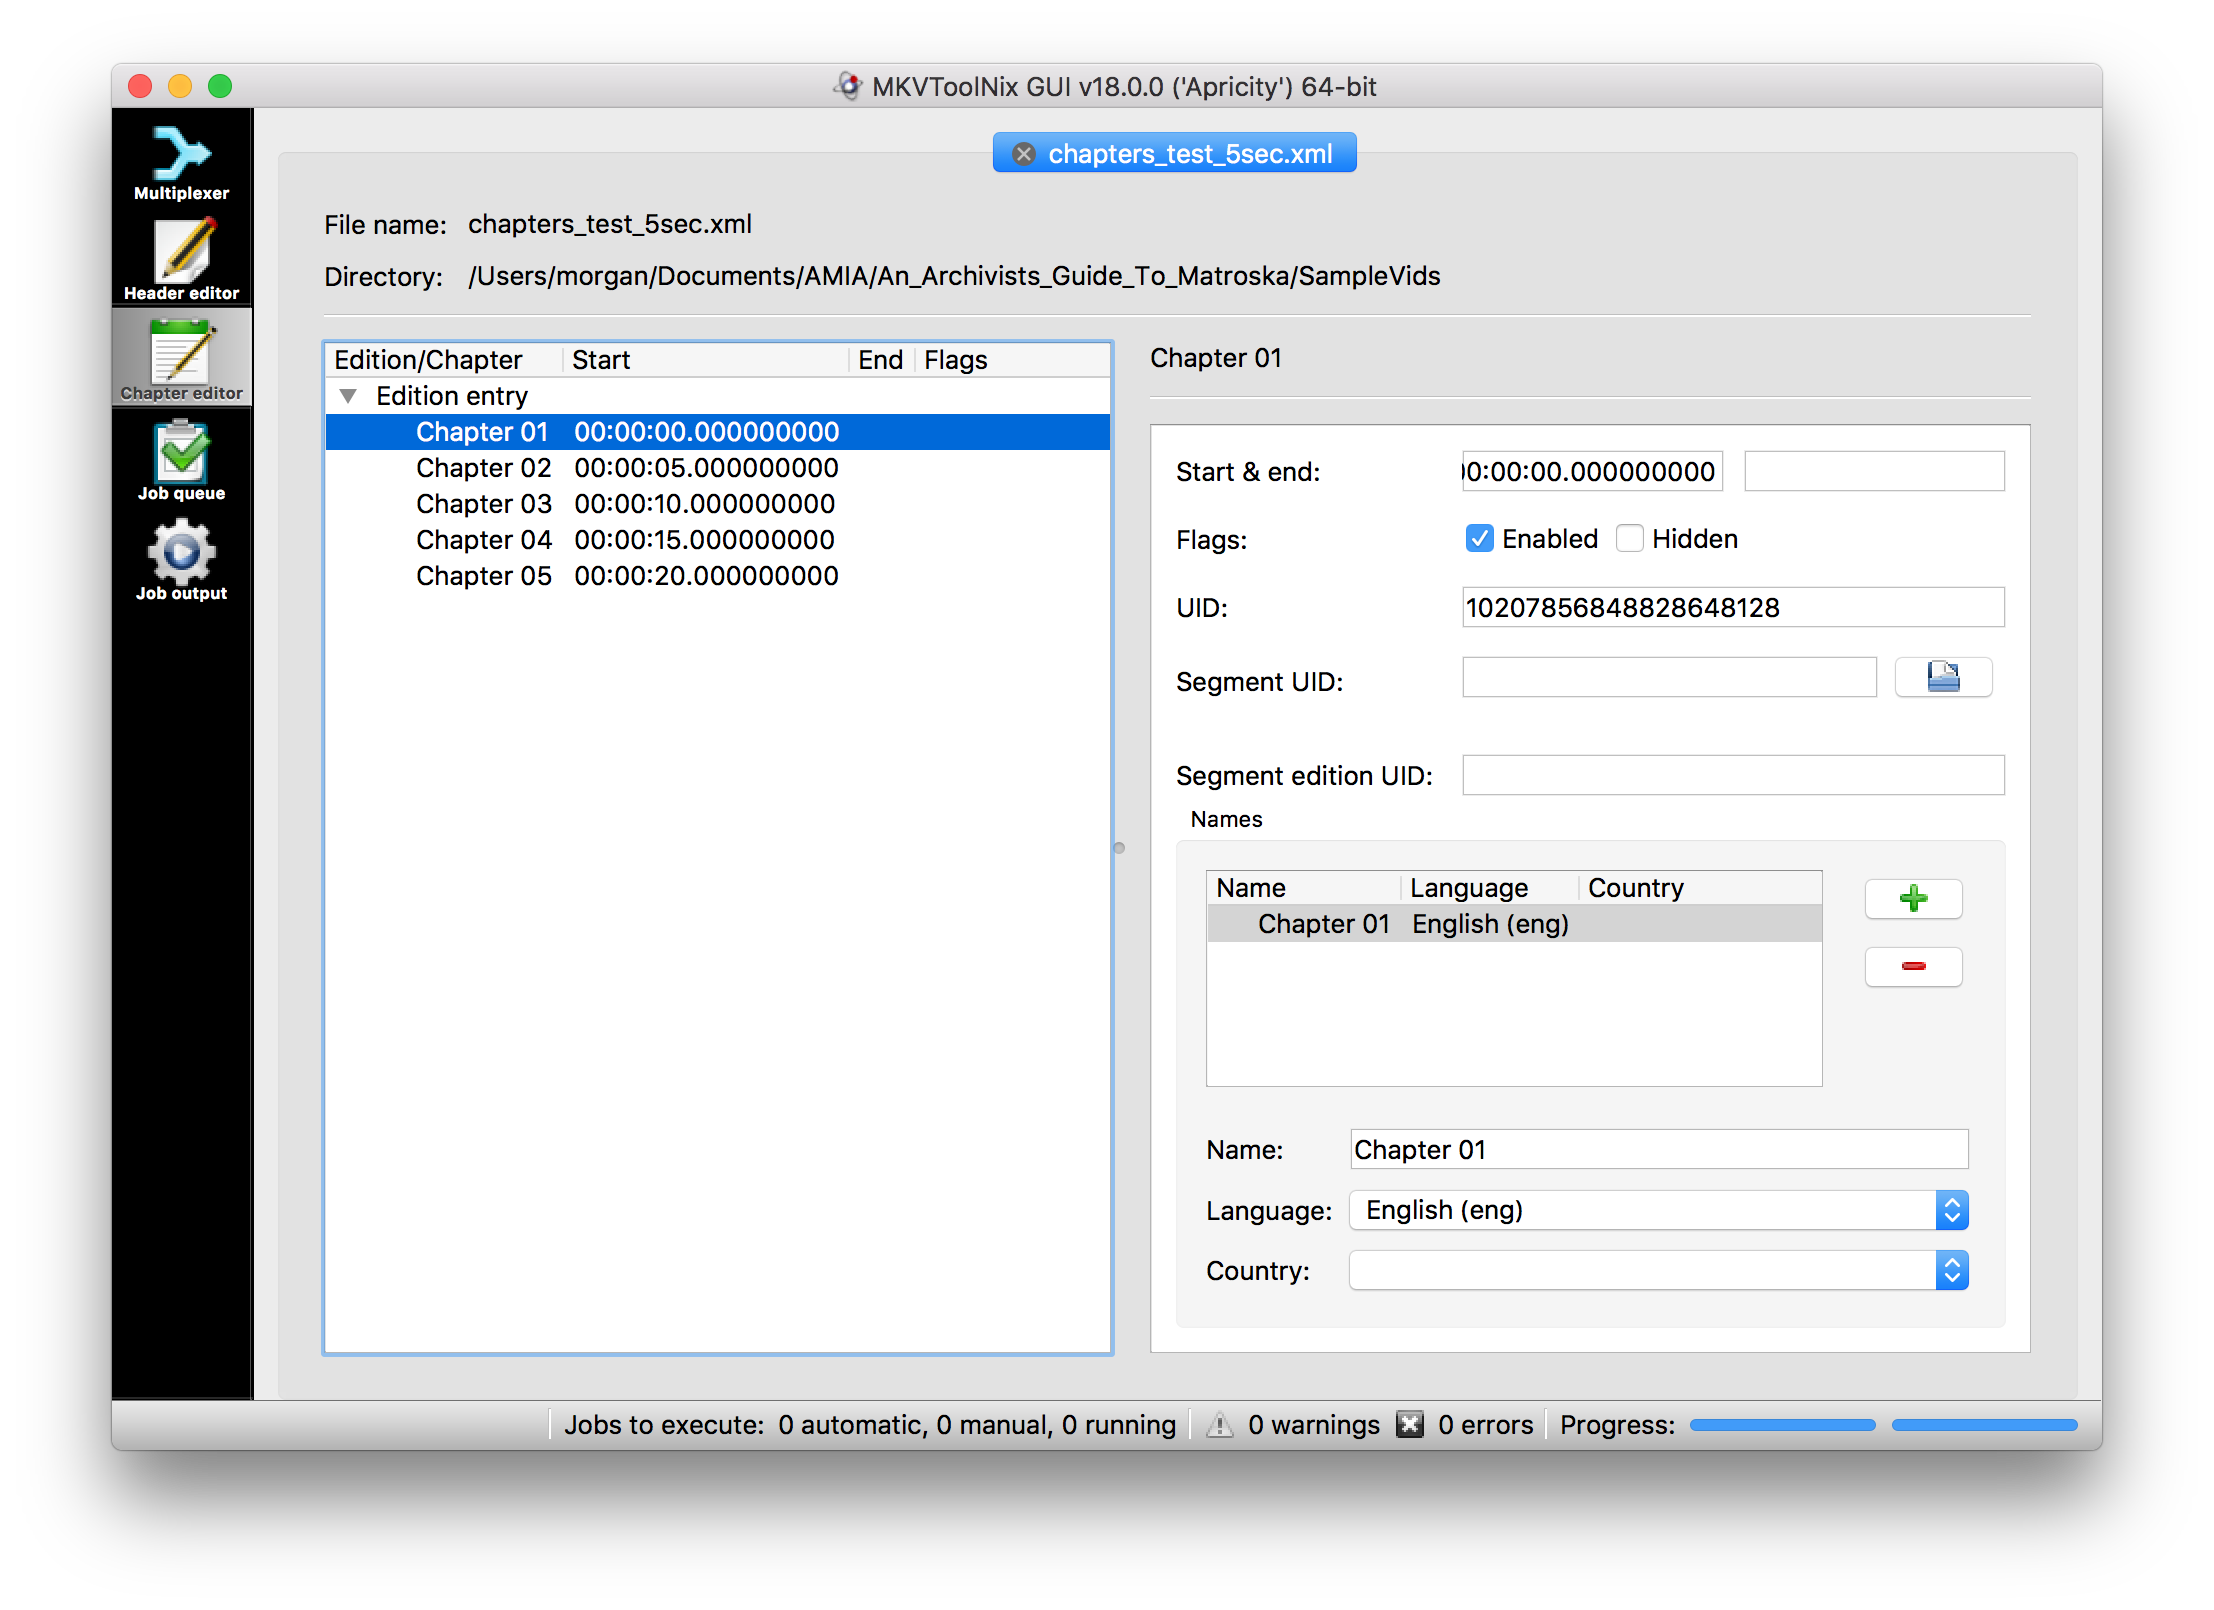 MKVToolNix GUI v18.0.0 ('Apricity') 64-bit
Multiplexer
Header editor
Chapter editor
Job queue
Job output
chapters_test_5sec.xml
File name: chapters_test_5sec.xml
Directory: /Users/morgan/Documents/AMIA/An_Archivists_Guide_To_Matroska/SampleVids
Edition/Chapter Start End Flags
Edition entry
Chapter 01 00:00:00.000000000
Chapter 02 00:00:05.000000000
Chapter 03 00:00:10.000000000
Chapter 04 00:00:15.000000000
Chapter 05 00:00:20.000000000
Chapter 01
Start & end: 00:00:00.000000000
Flags: Enabled Hidden
UID: 10207856848828648128
Segment UID:
Segment edition UID:
Names
Name Language Country
Chapter 01 English (eng)
Name: Chapter 01
Language: English (eng)
Country:
Jobs to execute: 0 automatic, 0 manual, 0 running 0 warnings 0 errors Progress: